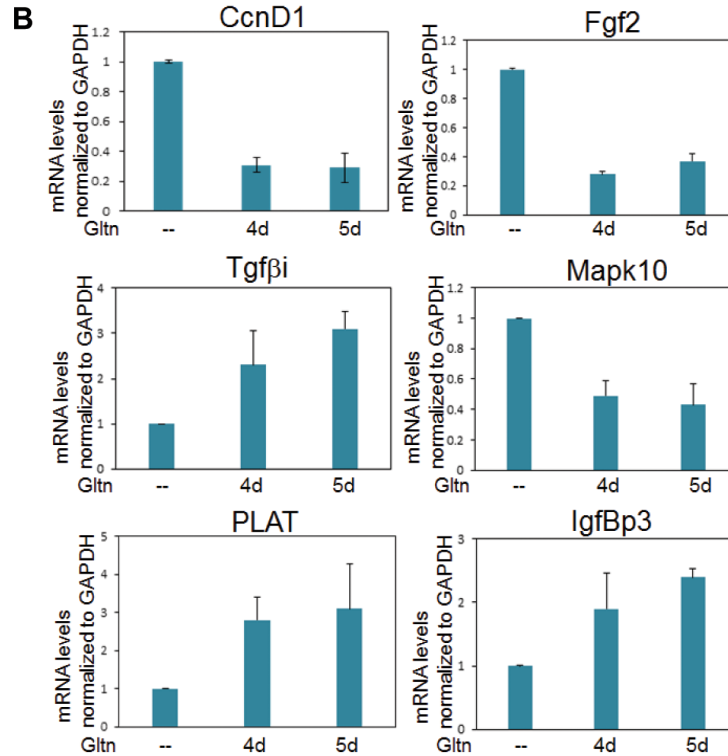 B
CcnD1
mRNA levels
normalized to GAPDH
1.2
1
0.8
0.6
0.4
0.2
0
Gltn -- 4d 5d
Fgf2
mRNA levels
normalized to GAPDH
1.2
1
0.8
0.6
0.4
0.2
0
-- 4d 5d
Tgfβi
mRNA levels
normalized to GAPDH
4
3
2
1
0
Gltn -- 4d 5d
Mapk10
mRNA levels
normalized to GAPDH
1.2
1
0.8
0.6
0.4
0.2
0
-- 4d 5d
PLAT
mRNA levels
normalized to GAPDH
5
4
3
2
1
0
Gltn -- 4d 5d
IgfBp3
mRNA levels
normalized to GAPDH
3
2
1
0
Gltn -- 4d 5d